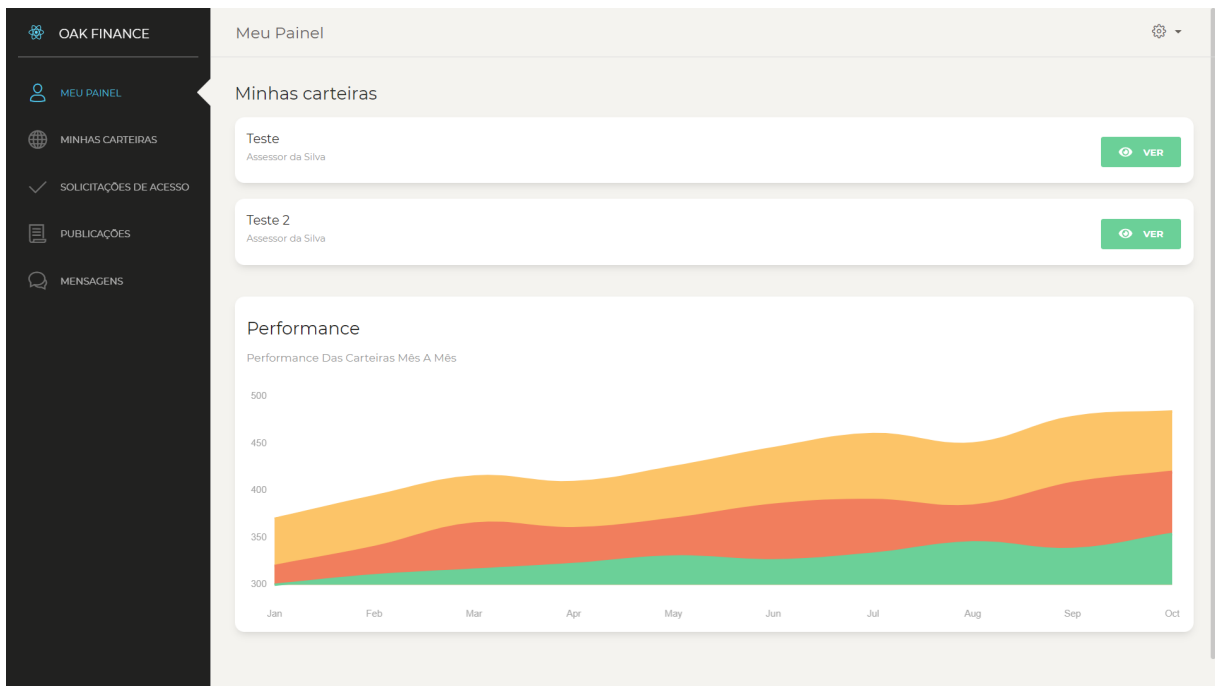 OAK FINANCE
Meu Painel
MEU PAINEL
MINHAS CARTEIRAS
SOLICITAÇÕES DE ACESSO
PUBLICAÇÕES
MENSAGENS
Minhas carteiras
Teste
Assessor da Silva
VER
Teste 2
Assessor da Silva
VER
Performance
Performance Das Carteiras Mês A Mês
500
450
400
350
300
Jan Feb Mar Apr May Jun Jul Aug Sep Oct